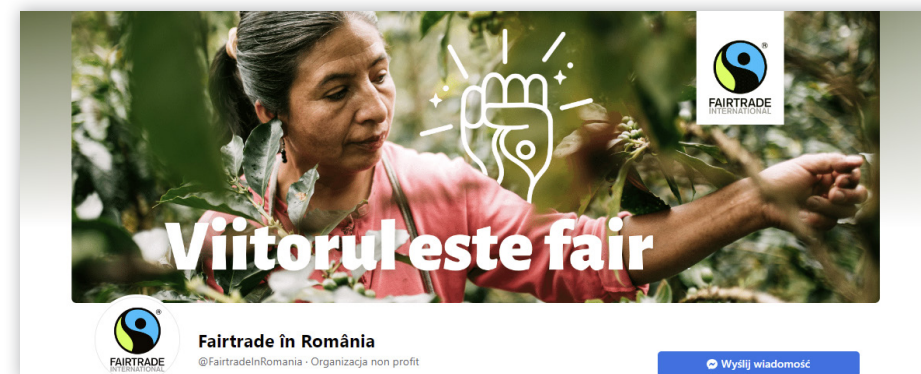 FAIRTRADE
INTERNATIONAL
Viitorul este fair
FAIRTRADE
INTERNATIONAL
Fairtrade în România
@FairtradeInRomania · Organizacja non profit
Wyślij wiadomość